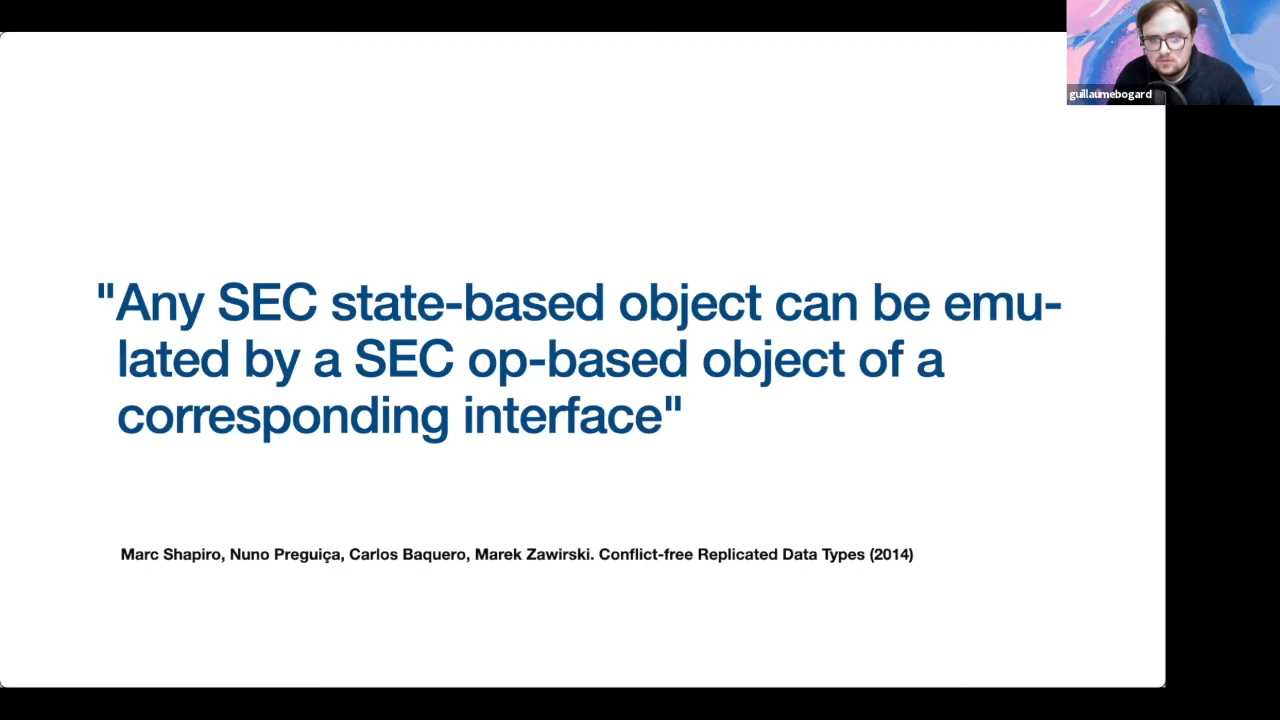 guillaumebogard
"Any SEC state-based object can be emu-
lated by a SEC op-based object of a
corresponding interface"
Marc Shapiro, Nuno Preguiça, Carlos Baquero, Marek Zawirski. Conflict-free Replicated Data Types (2014)